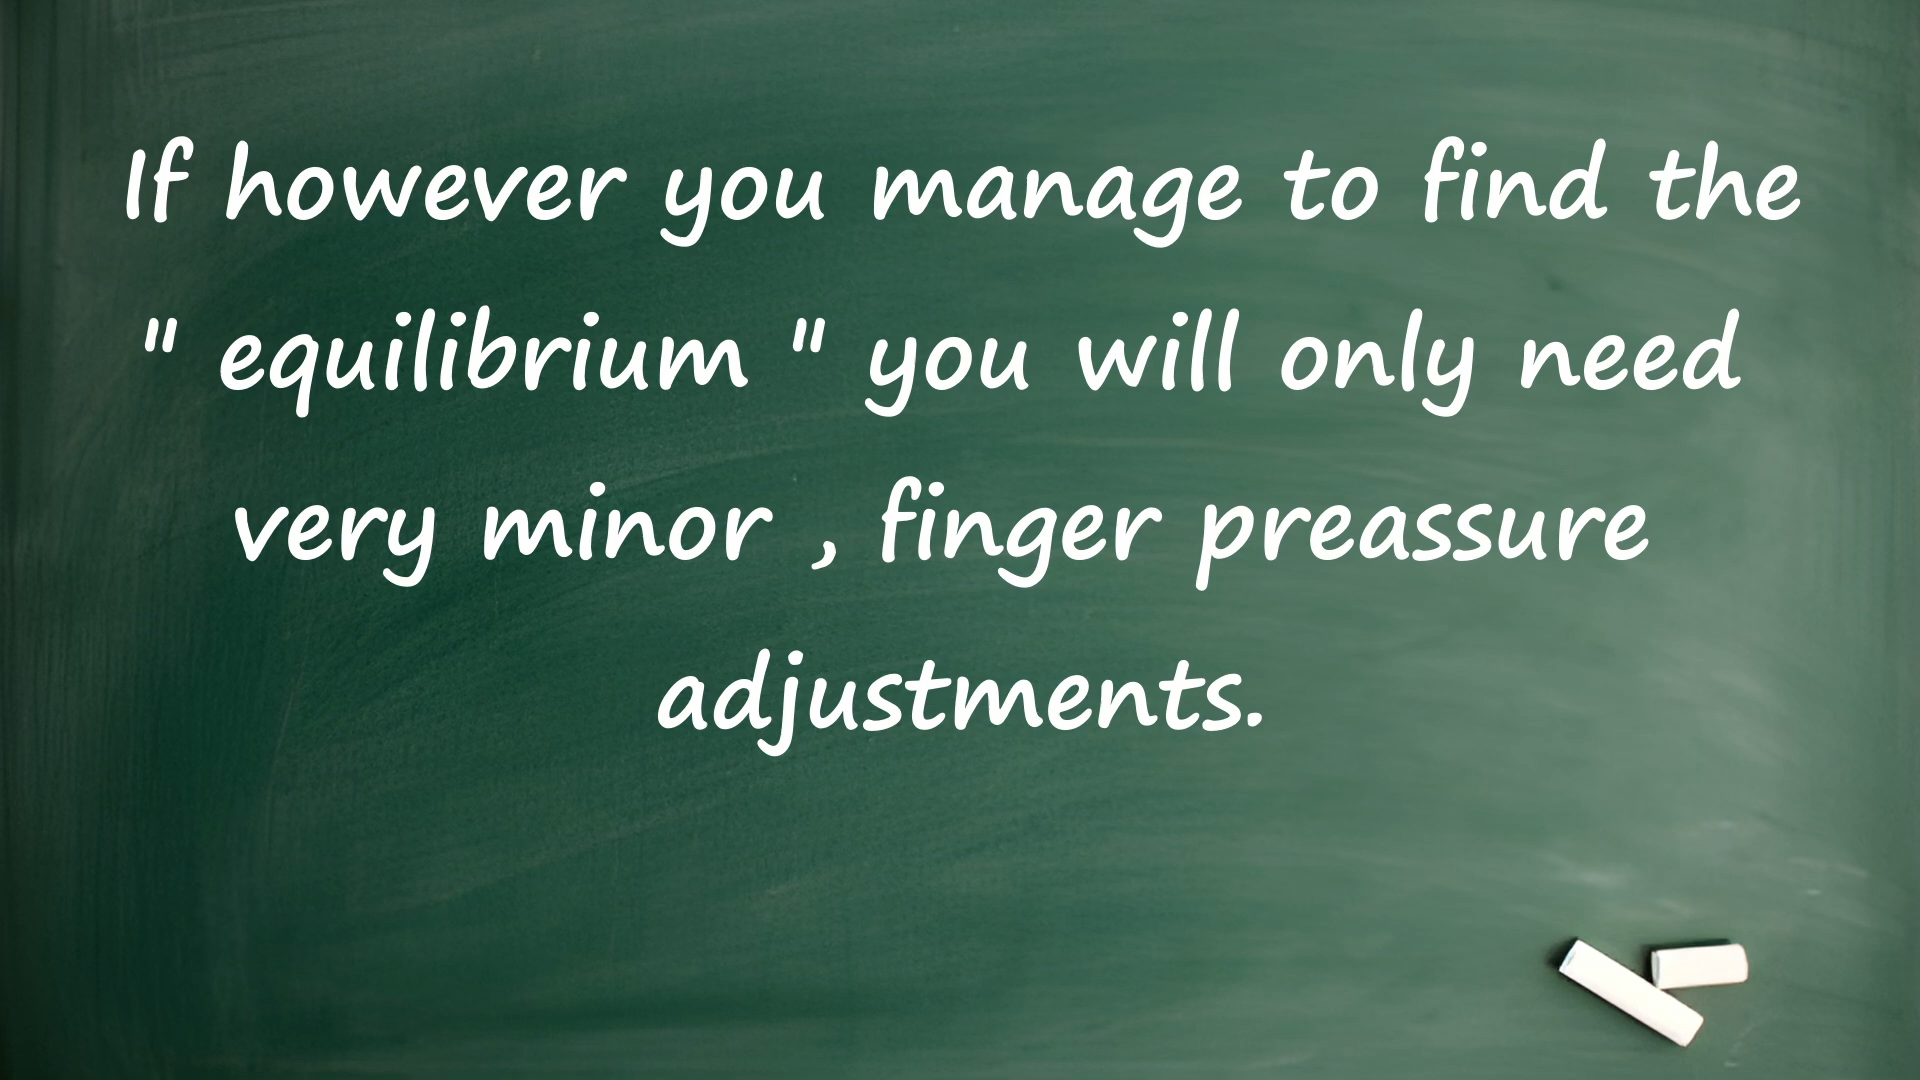 If however you manage to find the
" equilibrium " you will only need
very minor , finger preassure
adjustments.